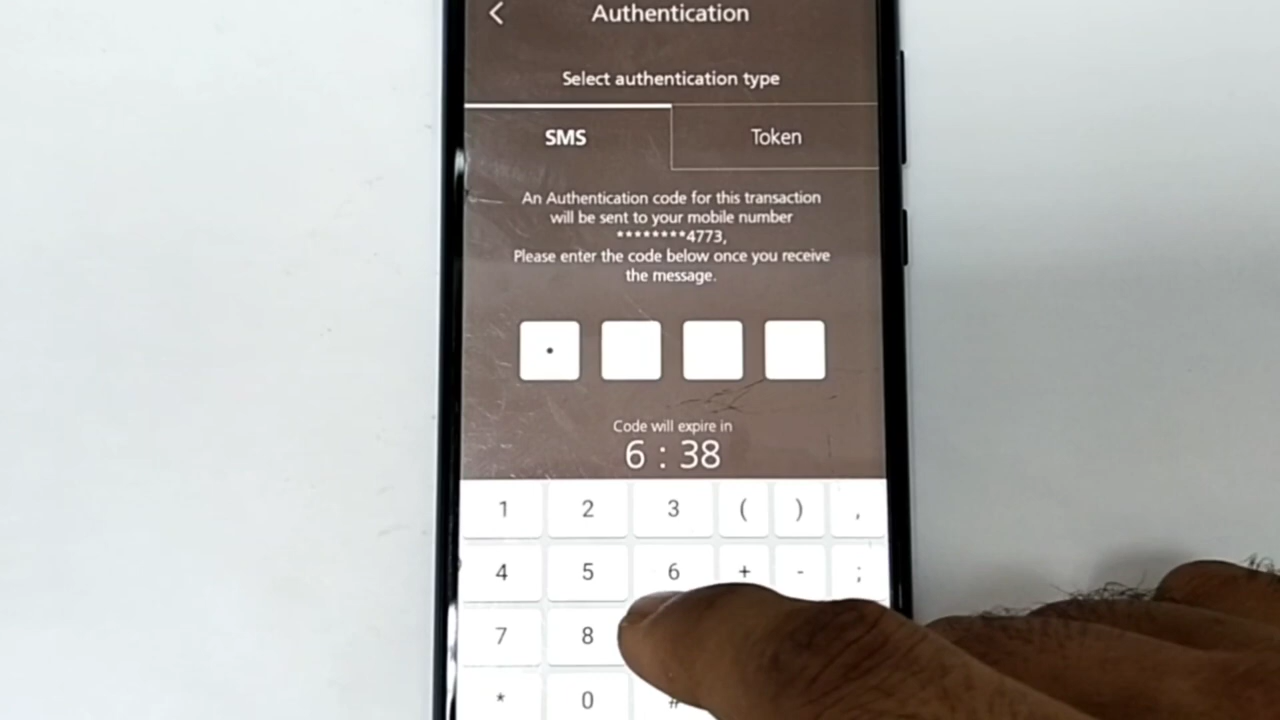 Authentication
Select authentication type
SMS Token
An Authentication code for this transaction
will be sent to your mobile number
********4773,
Please enter the code below once you receive
the message.
Code will expire in
6 : 38
1 2 3 ( ) ,
4 5 6 + - ;
7 8
* 0 #